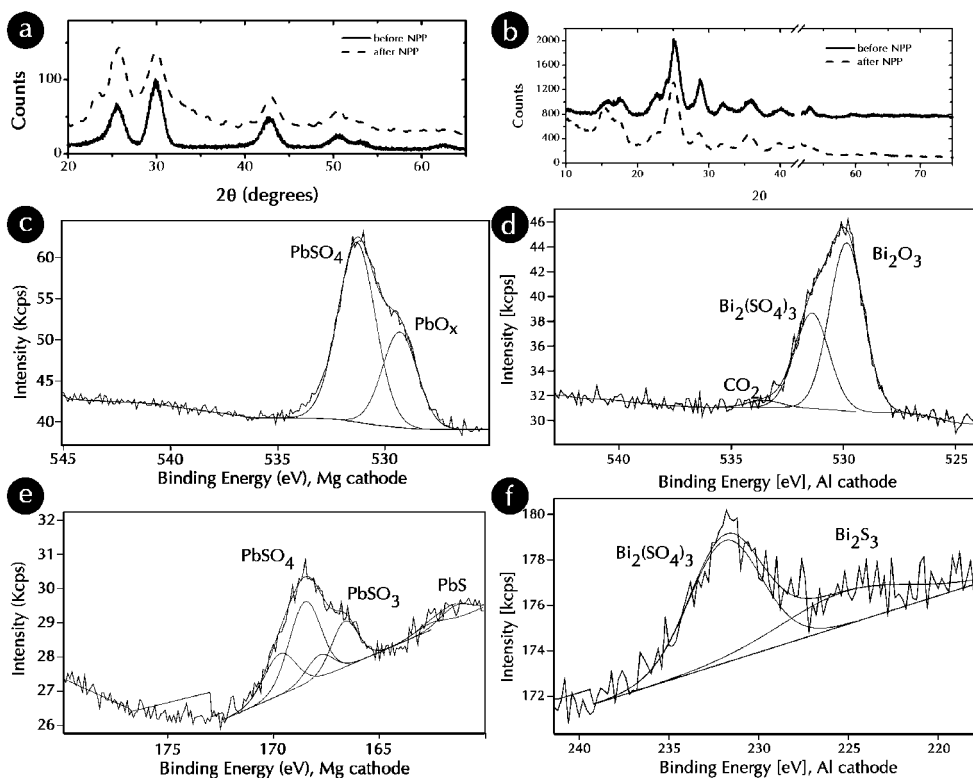 a
before NPP
after NPP
100
0
Counts
20 30 40 50 60
2θ (degrees)
b
before NPP
after NPP
2000
1600
1200
800
400
0
Counts
10 20 30 40 60 70
2θ
c
PbSO4
PbOx
60
55
50
45
40
Intensity (Kcps)
545 540 535 530
Binding Energy (eV), Mg cathode
d
Bi2O3
Bi2(SO4)3
CO2
46
44
42
40
38
36
34
32
30
Intensity [kcps]
540 535 530 525
Binding Energy [eV], Al cathode
e
PbSO4
PbSO3
PbS
32
31
30
29
28
27
26
Intensity (Kcps)
175 170 165
Binding Energy (eV), Mg cathode
f
Bi2(SO4)3
Bi2S3
180
178
176
174
172
Intensity [kcps]
240 235 230 225 220
Binding Energy [eV], Al cathode